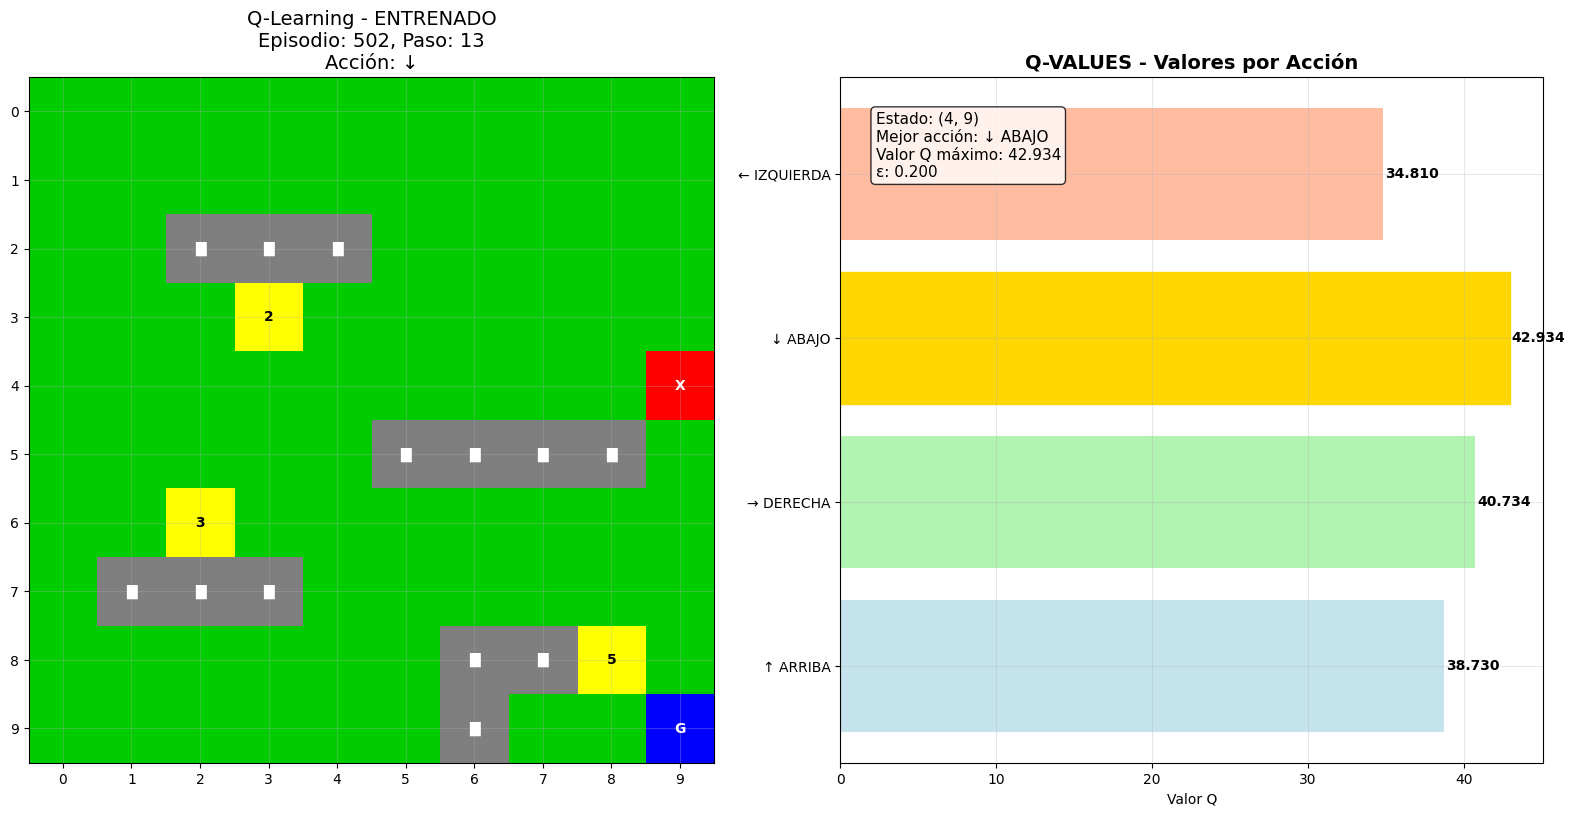 Q-Learning - ENTRENADO
Episodio: 502, Paso: 13
Acción: ↓
0
1
2
3
2
4
X
5
6
3
7
8
5
9
G
0 1 2 3 4 5 6 7 8 9
Q-VALUES - Valores por Acción
Estado: (4, 9)
Mejor acción: ↓ ABAJO
Valor Q máximo: 42.934
ε: 0.200
← IZQUIERDA
34.810
↓ ABAJO
42.934
→ DERECHA
40.734
↑ ARRIBA
38.730
0 10 20 30 40
Valor Q